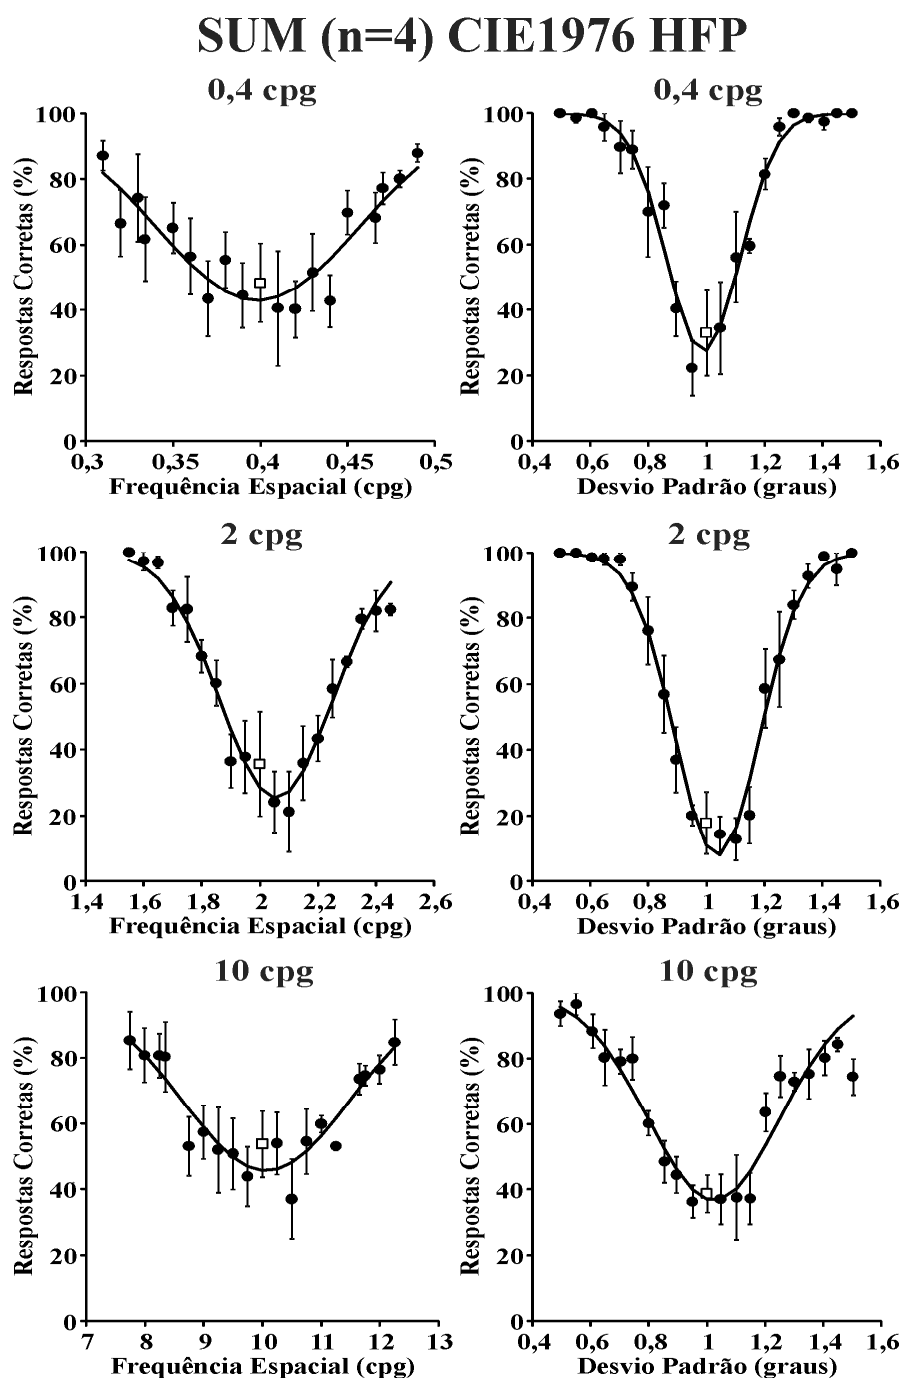 SUM (n=4) CIE1976 HFP
0,4 cpg
Respostas Corretas (%)
100
80
60
40
20
0
0,3 0,35 0,4 0,45 0,5
Frequência Espacial (cpg)
0,4 cpg
Respostas Corretas (%)
100
80
60
40
20
0
0,4 0,6 0,8 1 1,2 1,4 1,6
Desvio Padrão (graus)
2 cpg
Respostas Corretas (%)
100
80
60
40
20
0
1,4 1,6 1,8 2 2,2 2,4 2,6
Frequência Espacial (cpg)
2 cpg
Respostas Corretas (%)
100
80
60
40
20
0
0,4 0,6 0,8 1 1,2 1,4 1,6
Desvio Padrão (graus)
10 cpg
Respostas Corretas (%)
100
80
60
40
20
0
7 8 9 10 11 12 13
Frequência Espacial (cpg)
10 cpg
Respostas Corretas (%)
100
80
60
40
20
0
0,4 0,6 0,8 1 1,2 1,4 1,6
Desvio Padrão (graus)